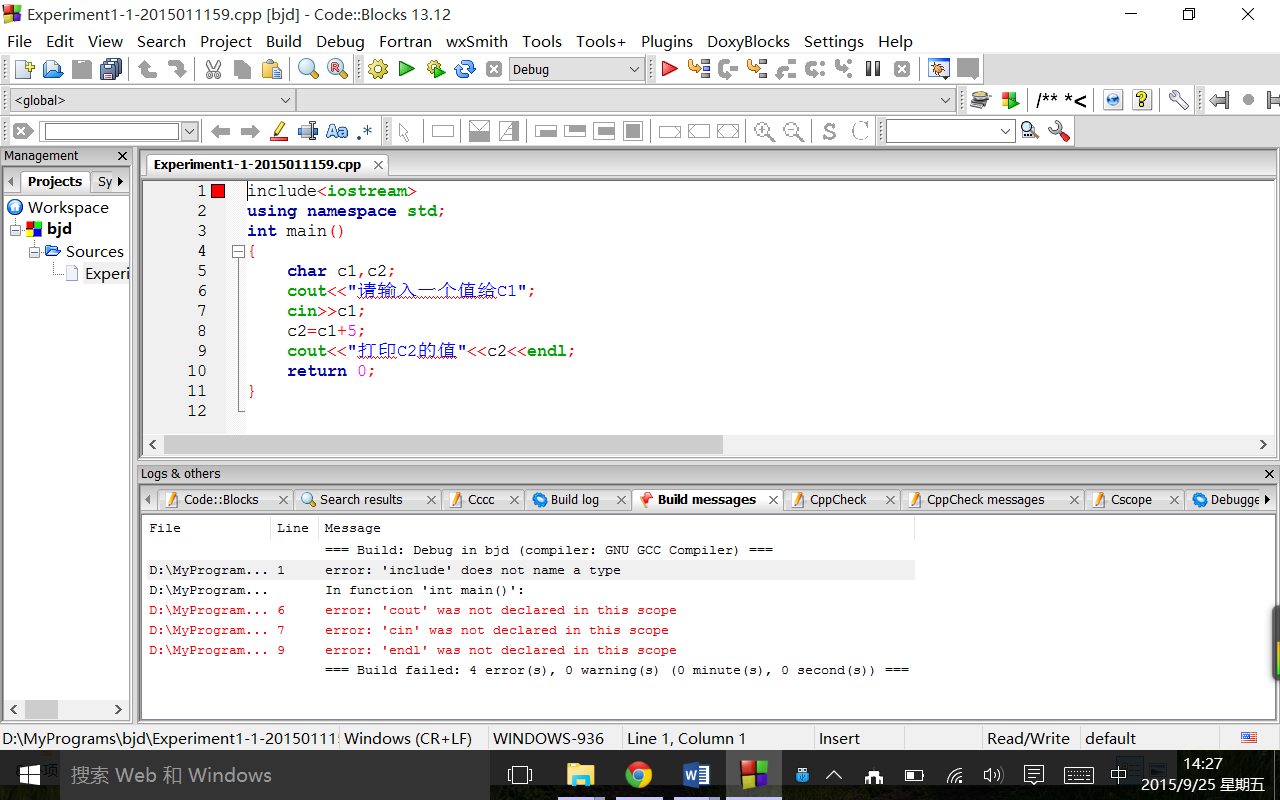 Experiment1-1-2015011159.cpp [bjd] - Code::Blocks 13.12
File Edit View Search Project Build Debug Fortran wxSmith Tools Tools+ Plugins DoxyBlocks Settings Help
Debug
<global>
/** *<
Aa .*
S C
Management
Projects Sy
Workspace
bjd
Sources
Experi
Experiment1-1-2015011159.cpp
1 include<iostream>
2 using namespace std;
3 int main()
4 {
5 char c1,c2;
6 cout<<"请输入一个值给C1";
7 cin>>c1;
8 c2=c1+5;
9 cout<<"打印C2的值"<<c2<<endl;
10 return 0;
11 }
12
Logs & others
Code::Blocks Search results Cccc Build log Build messages CppCheck CppCheck messages Cscope Debugge
File Line Message
=== Build: Debug in bjd (compiler: GNU GCC Compiler) ===
D:\MyProgram... 1 error: 'include' does not name a type
D:\MyProgram... In function 'int main()':
D:\MyProgram... 6 error: 'cout' was not declared in this scope
D:\MyProgram... 7 error: 'cin' was not declared in this scope
D:\MyProgram... 9 error: 'endl' was not declared in this scope
=== Build failed: 4 error(s), 0 warning(s) (0 minute(s), 0 second(s)) ===
D:\MyPrograms\bjd\Experiment1-1-201501115 Windows (CR+LF) WINDOWS-936 Line 1, Column 1 Insert Read/Write default
搜索 Web 和 Windows
中
14:27
2015/9/25 星期五